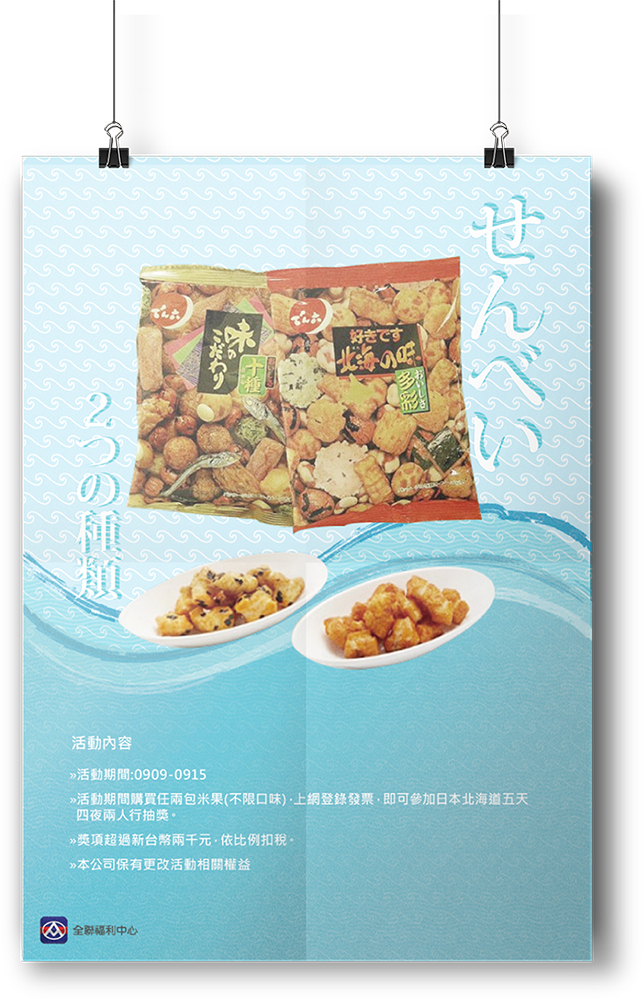 せんべい
2つの種類
でん六
味の
こだわり
十種
でん六
好きです
北海の味
おいしさ
多彩
活動內容
»活動期間:0909-0915
»活動期間購買任兩包米果(不限口味)，上網登錄發票，即可參加日本北海道五天
四夜兩人行抽獎。
»獎項超過新台幣兩千元，依比例扣稅。
»本公司保有更改活動相關權益
全聯福利中心